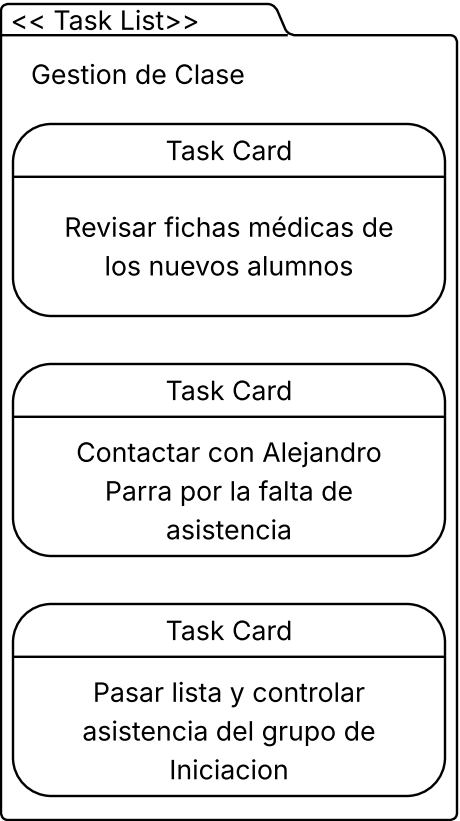 << Task List>>
Gestion de Clase
Task Card
Revisar fichas médicas de
los nuevos alumnos
Task Card
Contactar con Alejandro
Parra por la falta de
asistencia
Task Card
Pasar lista y controlar
asistencia del grupo de
Iniciacion